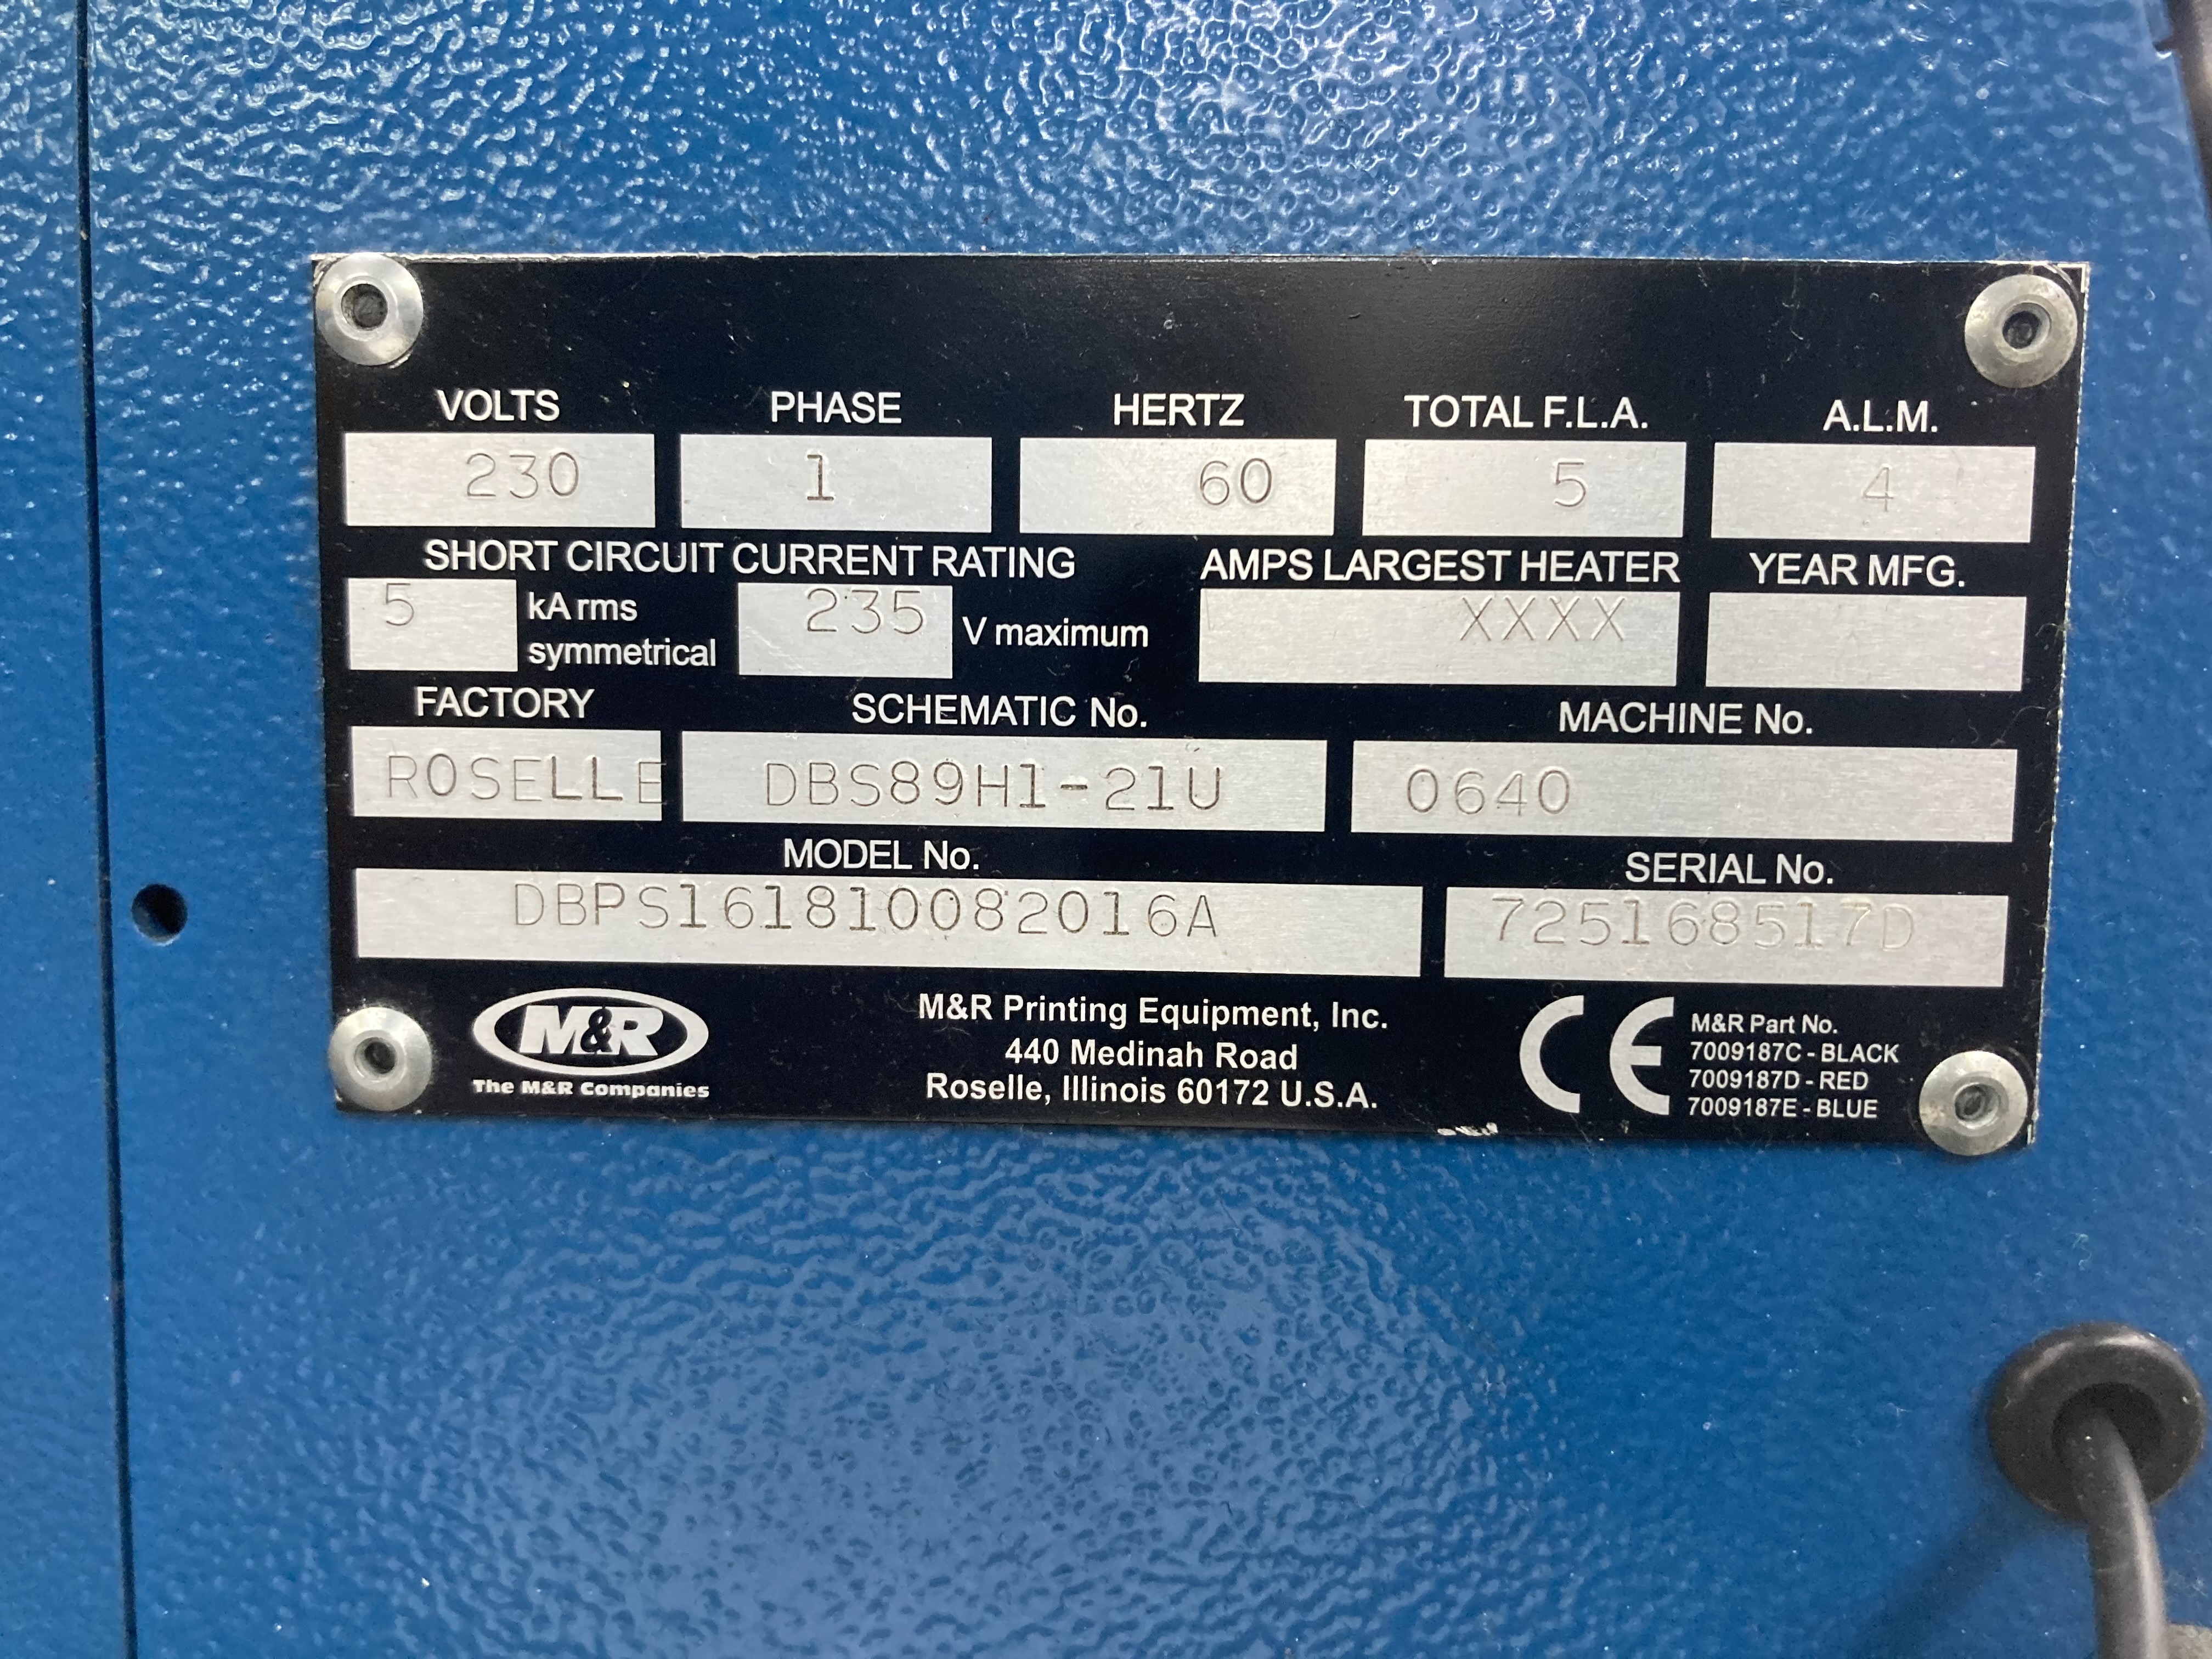 VOLTS PHASE HERTZ TOTAL F.L.A. A.L.M.
230 1 60 5 4
SHORT CIRCUIT CURRENT RATING AMPS LARGEST HEATER YEAR MFG.
5 kA rms symmetrical 235 V maximum XXXX
FACTORY SCHEMATIC No. MACHINE No.
ROSELLE DBS89H1-21U 0640
MODEL No. SERIAL No.
DBPS161810082016A 725168517D
M&R
The M&R Companies
M&R Printing Equipment, Inc.
440 Medinah Road
Roselle, Illinois 60172 U.S.A.
CE
M&R Part No.
7009187C - BLACK
7009187D - RED
7009187E - BLUE